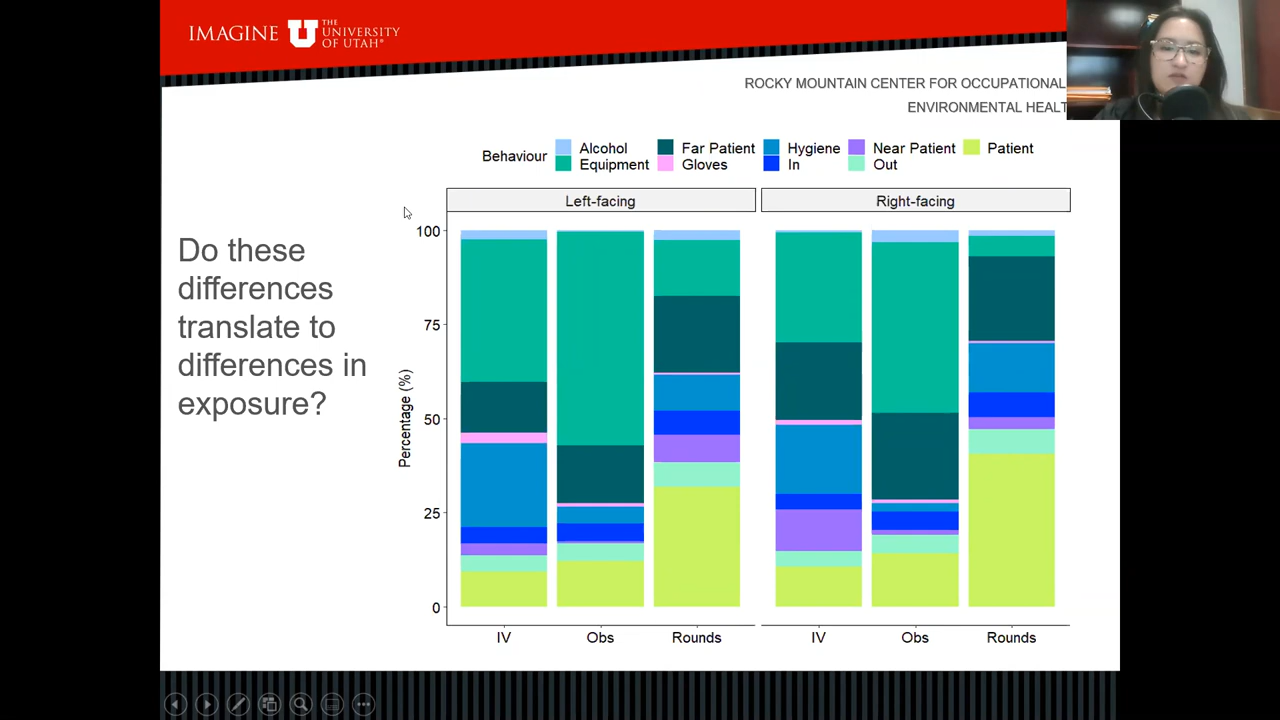 IMAGINE
THE
UNIVERSITY
OF UTAH®
ROCKY MOUNTAIN CENTER FOR OCCUPATIONAL
ENVIRONMENTAL HEALT
Do these
differences
translate to
differences in
exposure?
Behaviour
Alcohol Far Patient Hygiene Near Patient Patient
Equipment Gloves In Out
Left-facing Right-facing
Percentage (%)
100
75
50
25
0
IV Obs Rounds IV Obs Rounds